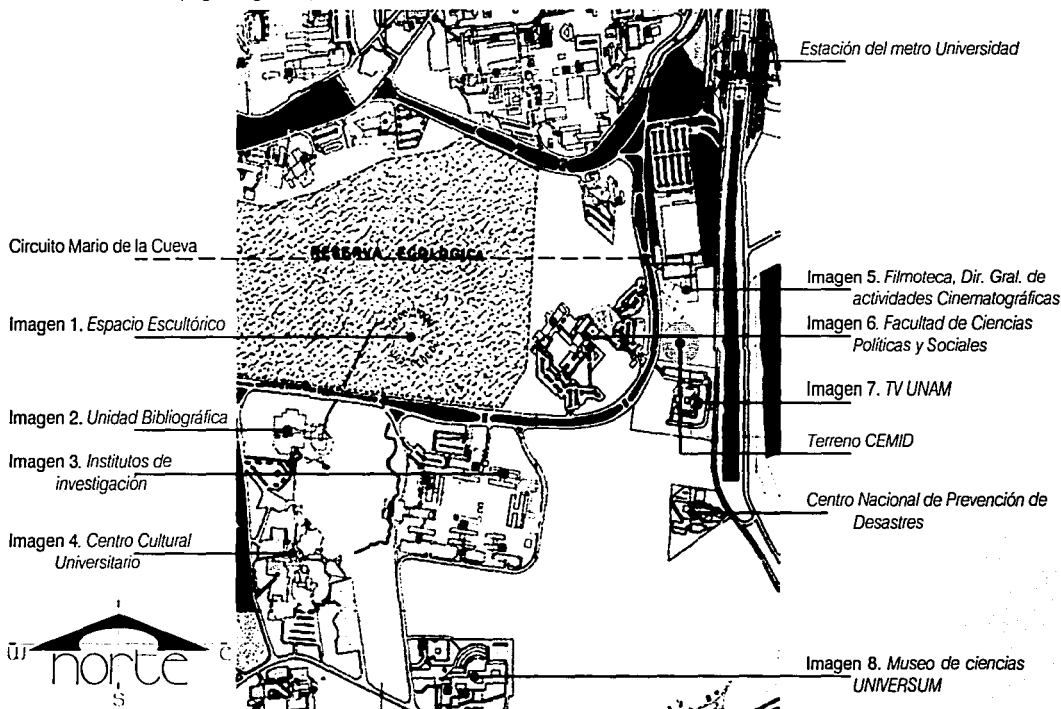 Estación del metro Universidad
RESERVA ECOLOGICA
Circuito Mario de la Cueva
Imagen 1. Espacio Escultórico
Imagen 2. Unidad Bibliográfica
Imagen 3. Institutos de
investigación
Imagen 4. Centro Cultural
Universitario
Imagen 5. Filmoteca, Dir. Gral. de
actividades Cinematográficas
Imagen 6. Facultad de Ciencias
Políticas y Sociales
Imagen 7. TV UNAM
Terreno CEMID
Centro Nacional de Prevención de
Desastres
Imagen 8. Museo de ciencias
UNIVERSUM
norte
S